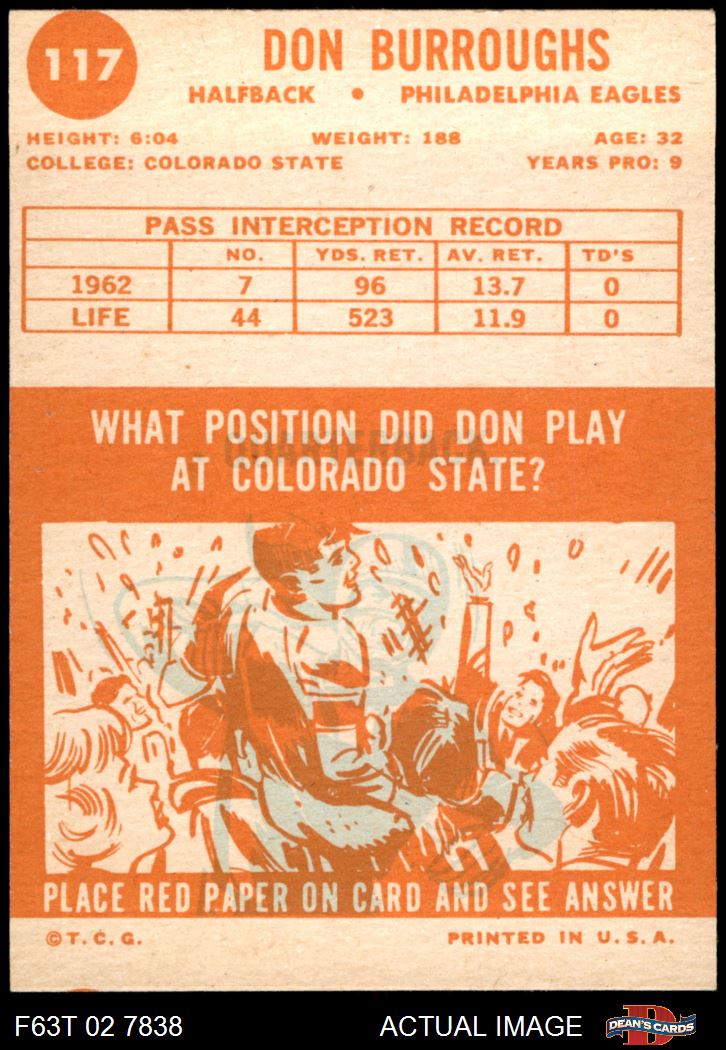 117
DON BURROUGHS
HALFBACK • PHILADELPHIA EAGLES
HEIGHT: 6:04 WEIGHT: 188 AGE: 32
COLLEGE: COLORADO STATE YEARS PRO: 9
PASS INTERCEPTION RECORD
NO. YDS. RET. AV. RET. TD'S
1962 7 96 13.7 0
LIFE 44 523 11.9 0
WHAT POSITION DID DON PLAY
QUARTERBACK
AT COLORADO STATE?
PLACE RED PAPER ON CARD AND SEE ANSWER
©T.C.G. PRINTED IN U.S.A.
F63T 02 7838 ACTUAL IMAGE D DEAN'S CARDS